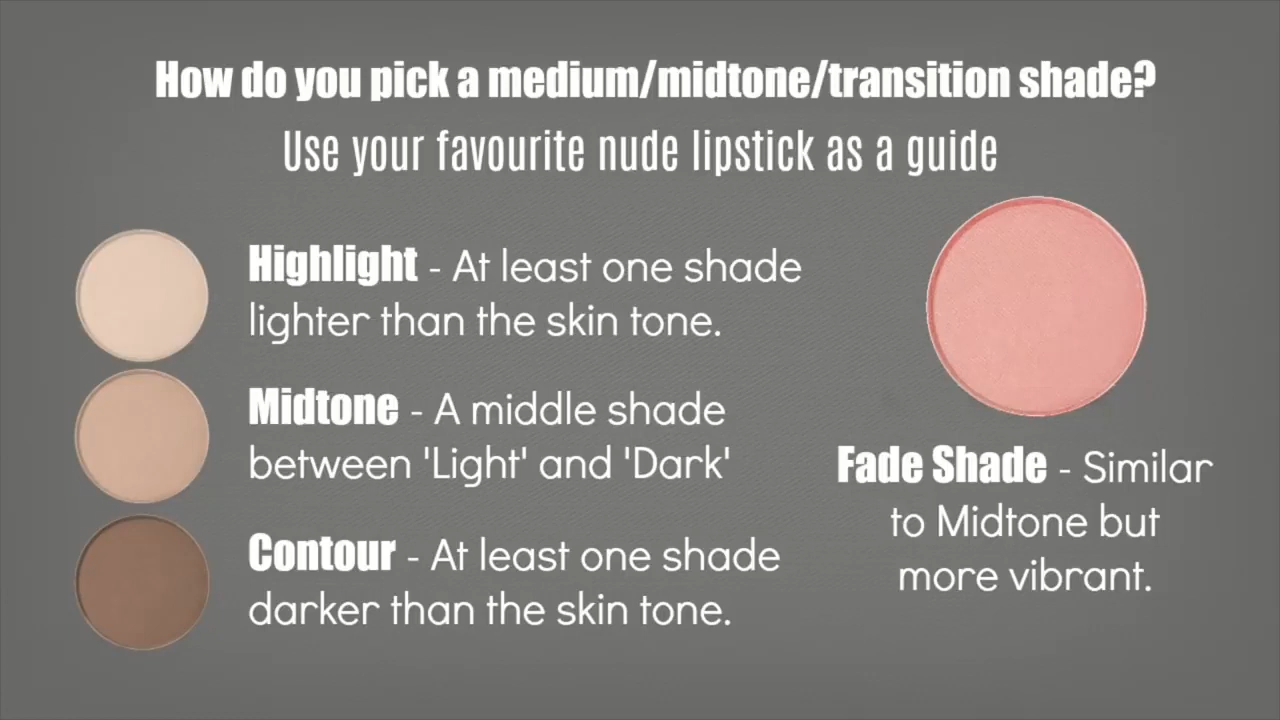 How do you pick a medium/midtone/transition shade?
Use your favourite nude lipstick as a guide
Highlight - At least one shade
lighter than the skin tone.
Midtone - A middle shade
between 'Light' and 'Dark'
Contour - At least one shade
darker than the skin tone.
Fade Shade - Similar
to Midtone but
more vibrant.